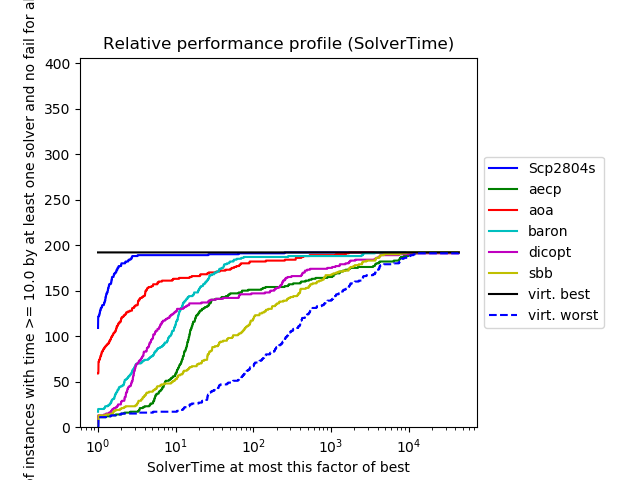 Relative performance profile (SolverTime)
of instances with time >= 10.0 by at least one solver and no fail for
400
350
300
250
200
150
100
50
0
10^0 10^1 10^2 10^3 10^4
SolverTime at most this factor of best
Scp2804s
aecp
aoa
baron
dicopt
sbb
virt. best
virt. worst